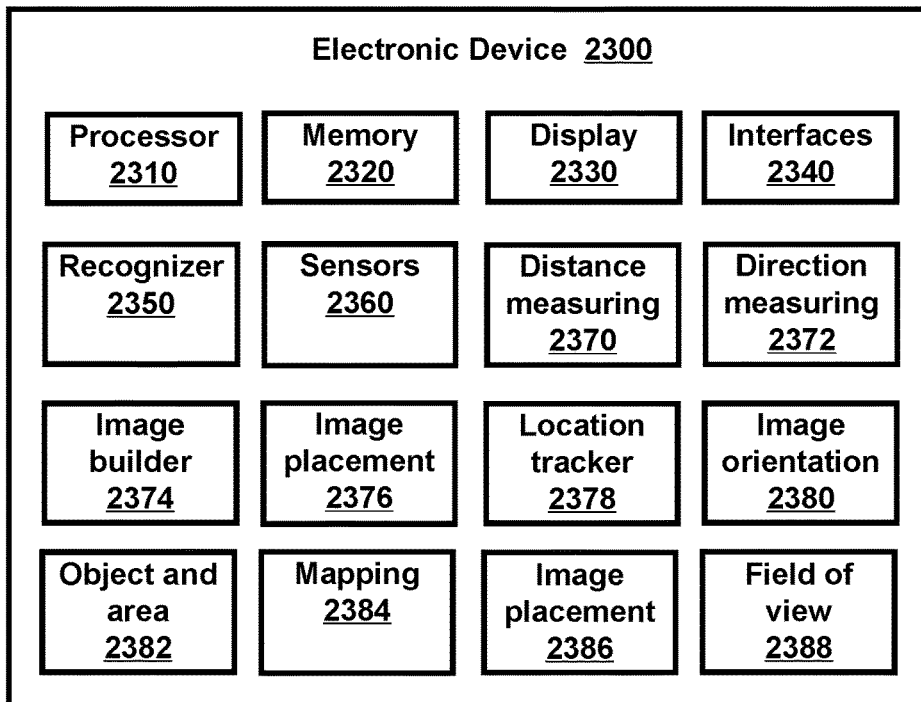 Electronic Device 2300
Processor
2310
Memory
2320
Display
2330
Interfaces
2340
Recognizer
2350
Sensors
2360
Distance
measuring
2370
Direction
measuring
2372
Image
builder
2374
Image
placement
2376
Location
tracker
2378
Image
orientation
2380
Object and
area
2382
Mapping
2384
Image
placement
2386
Field of
view
2388